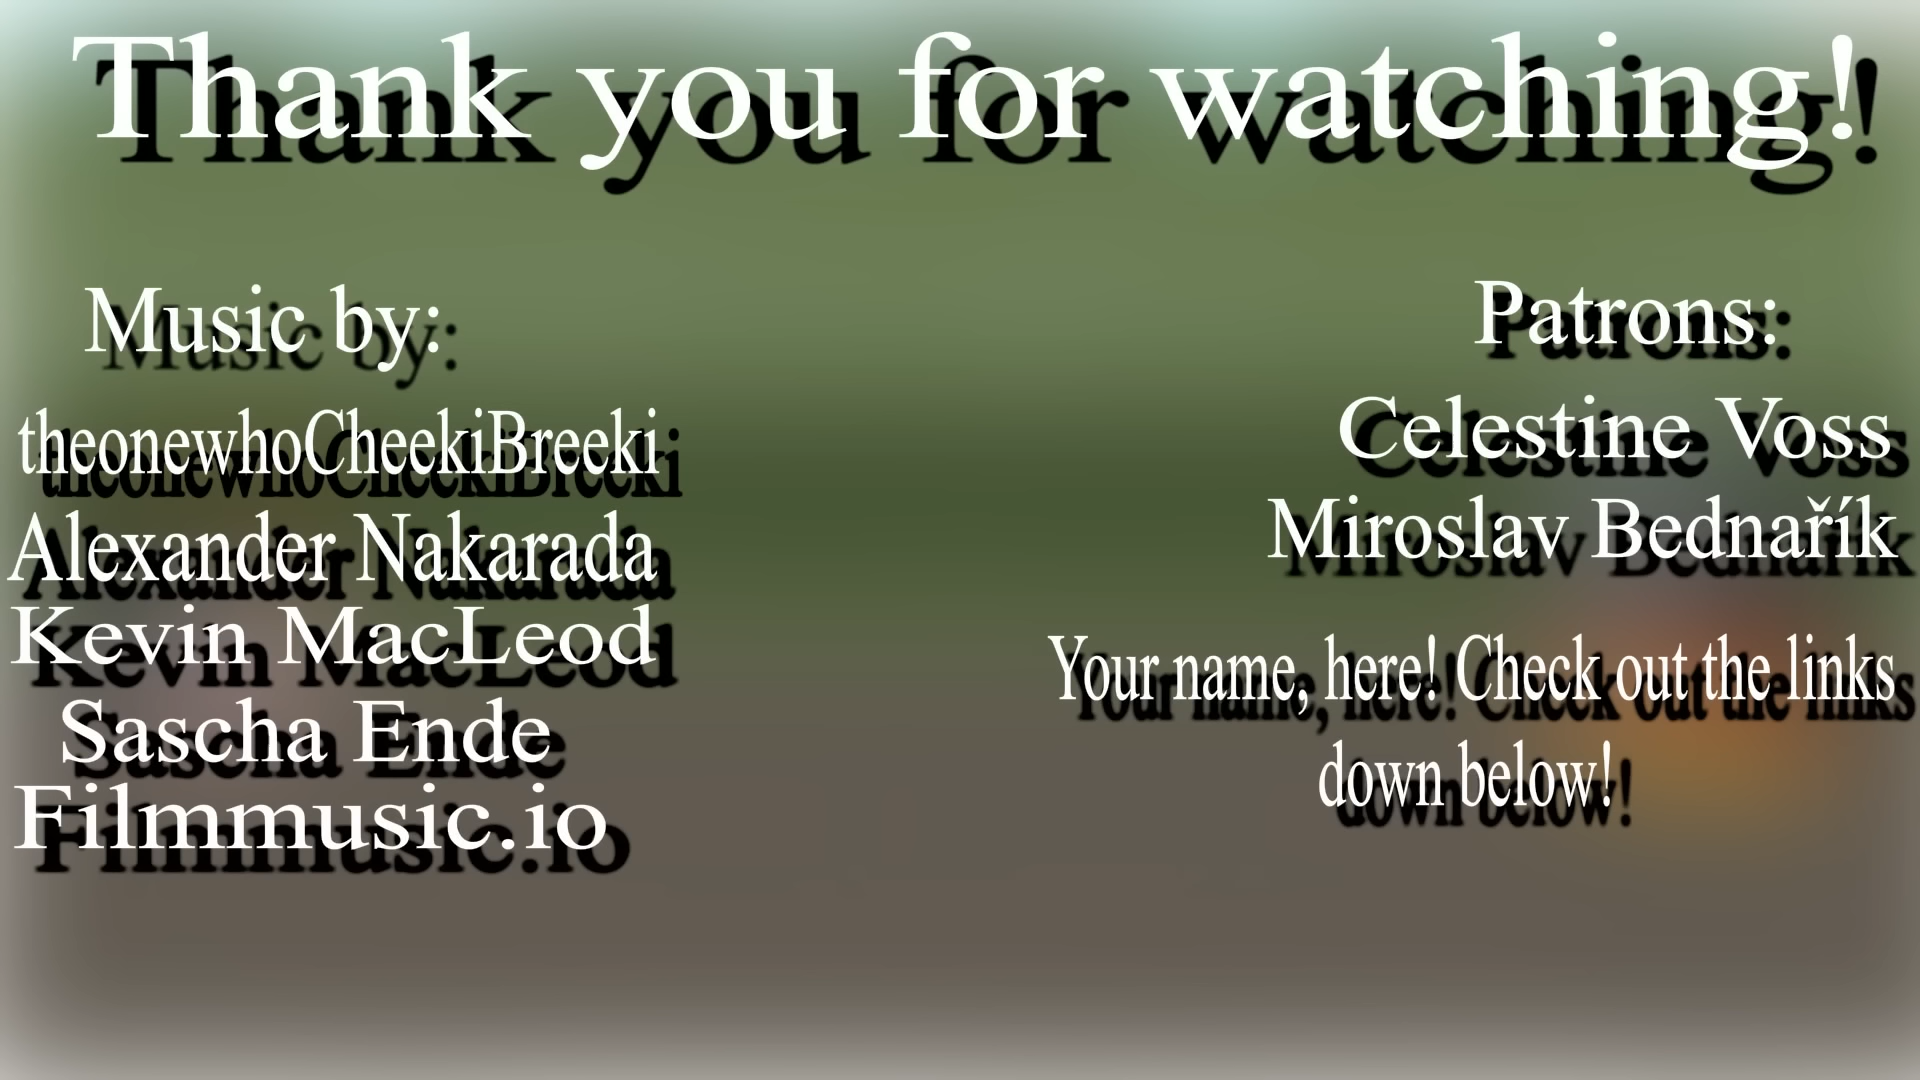 Thank you for watching!
Music by:
theonewhoCheekiBreeki
Alexander Nakarada
Kevin MacLeod
Sascha Ende
Filmmusic.io
Patrons:
Celestine Voss
Miroslav Bednařík
Your name, here! Check out the links
down below!